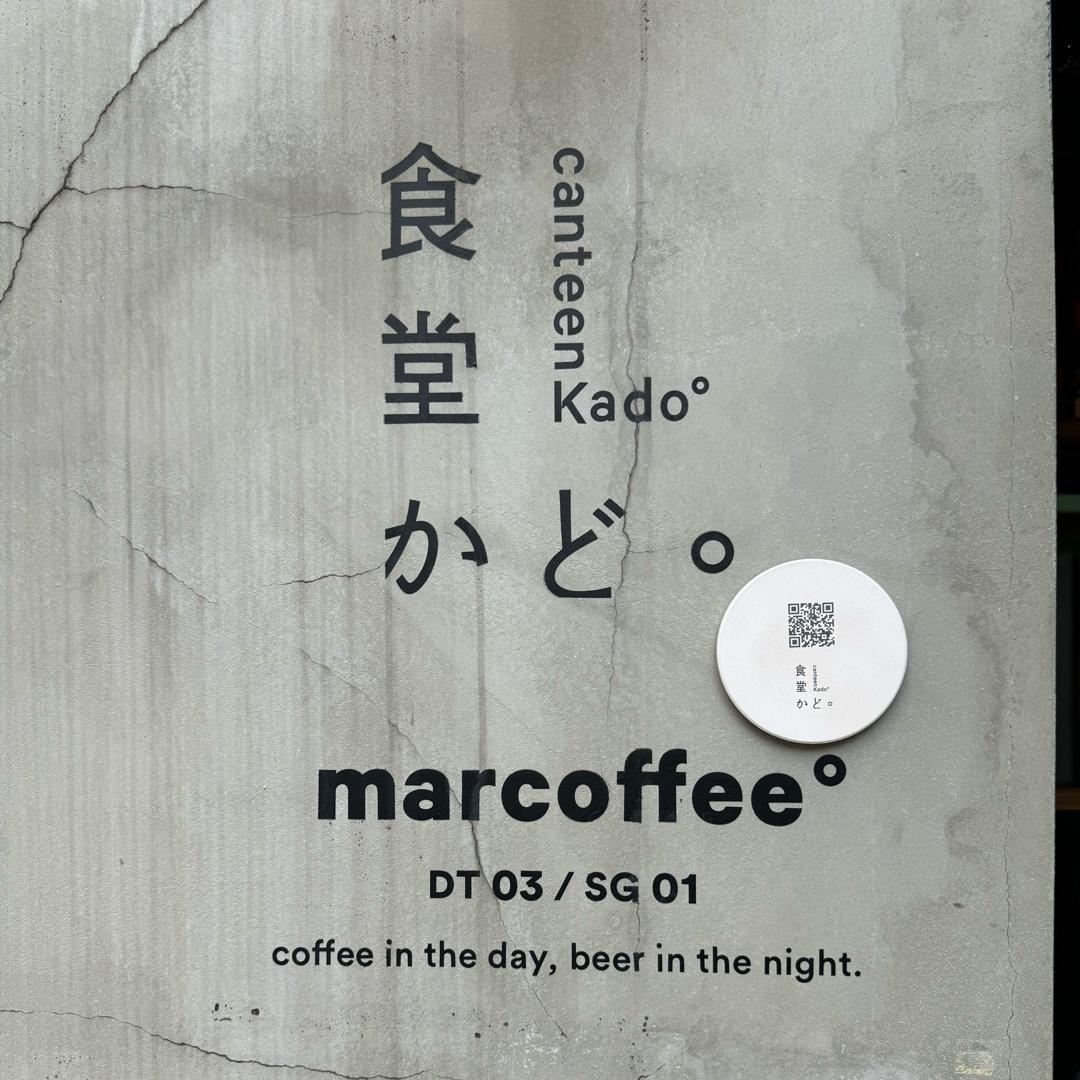 食堂
かど。
canteen
Kado°
食堂
かど。
canteen
Kado°
marcoffee°
DT 03 / SG 01
coffee in the day, beer in the night.